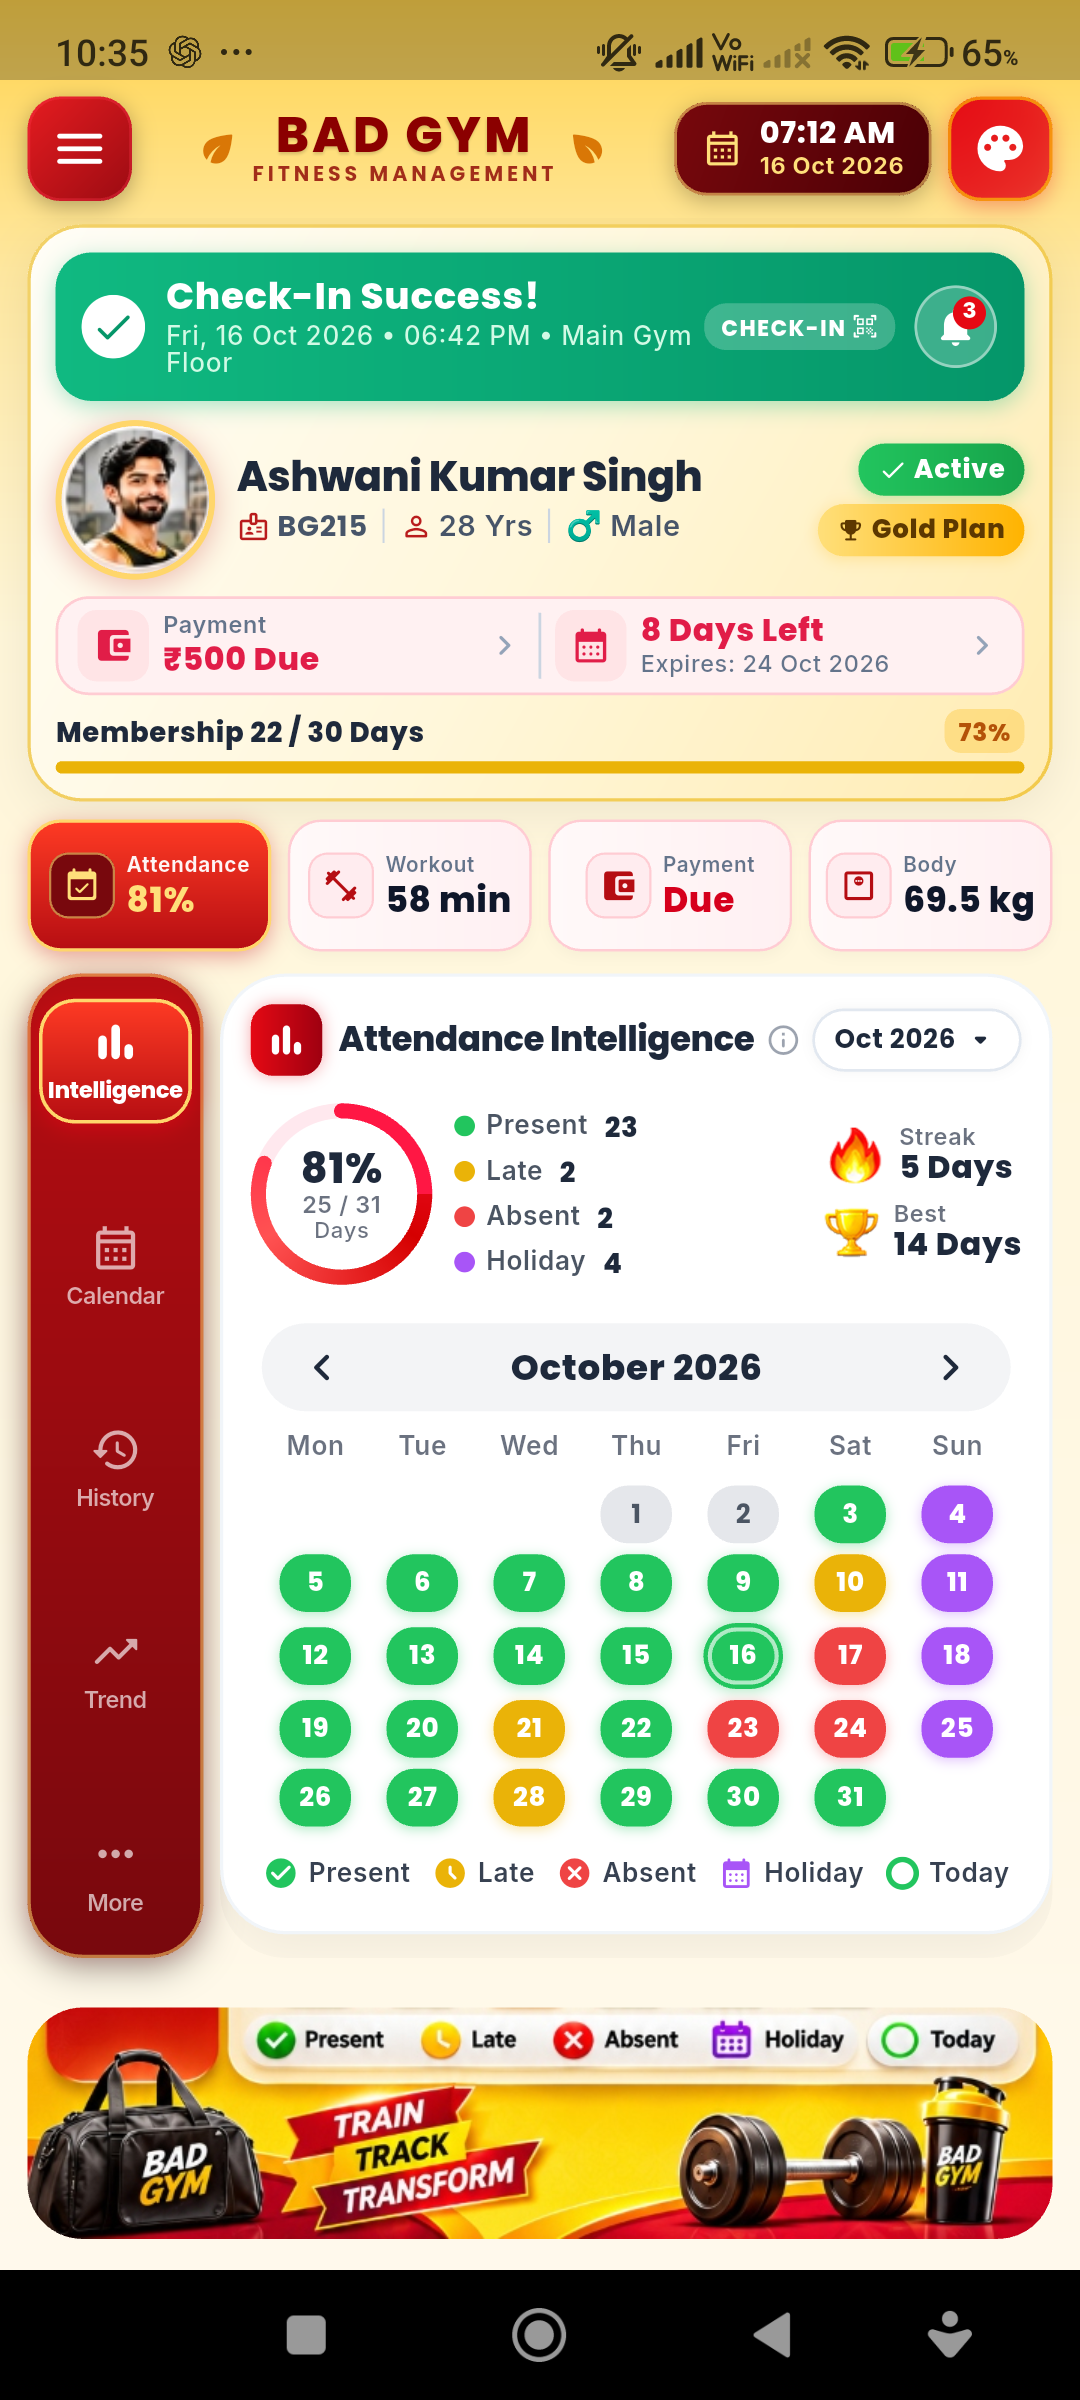 10:35
Vo
WiFi
65%
BAD GYM
FITNESS MANAGEMENT
07:12 AM
16 Oct 2026
Check-In Success!
Fri, 16 Oct 2026 • 06:42 PM • Main Gym
Floor
CHECK-IN
3
Ashwani Kumar Singh
BG215
28 Yrs
Male
Active
Gold Plan
Payment
₹500 Due
8 Days Left
Expires: 24 Oct 2026
Membership 22 / 30 Days
73%
Attendance
81%
Workout
58 min
Payment
Due
Body
69.5 kg
Intelligence
Calendar
History
Trend
More
Attendance Intelligence
Oct 2026
81%
25 / 31
Days
Present 23
Late 2
Absent 2
Holiday 4
Streak
5 Days
Best
14 Days
October 2026
Mon Tue Wed Thu Fri Sat Sun
1 2 3 4
5 6 7 8 9 10 11
12 13 14 15 16 17 18
19 20 21 22 23 24 25
26 27 28 29 30 31
Present Late Absent Holiday Today
Present Late Absent Holiday Today
BAD
GYM
TRAIN
TRACK
TRANSFORM
BAD
GYM